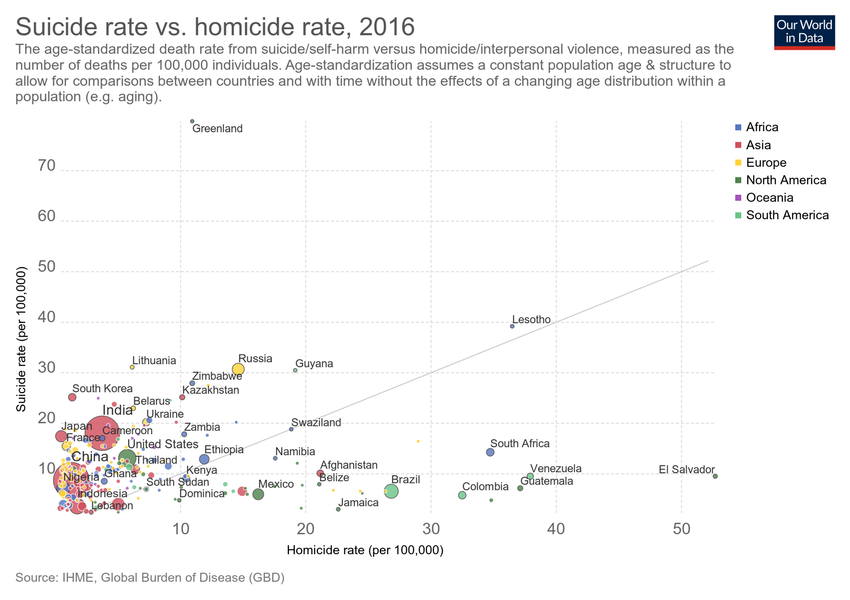 Suicide rate vs. homicide rate, 2016
Our World
in Data
The age-standardized death rate from suicide/self-harm versus homicide/interpersonal violence, measured as the
number of deaths per 100,000 individuals. Age-standardization assumes a constant population age & structure to
allow for comparisons between countries and with time without the effects of a changing age distribution within a
population (e.g. aging).
Greenland
Africa
Asia
Europe
North America
Oceania
South America
70
60
50
40
30
20
10
Suicide rate (per 100,000)
Lesotho
Lithuania
Russia
Guyana
Zimbabwe
South Korea
Kazakhstan
Belarus
India
Ukraine
Japan
Cameroon
Zambia
Swaziland
France
United States
Ethiopia
South Africa
China
Thailand
Namibia
Nigeria
Ghana
Kenya
Afghanistan
Venezuela
El Salvador
South Sudan
Mexico
Belize
Brazil
Guatemala
Indonesia
Dominica
Colombia
Lebanon
Jamaica
10
20
30
40
50
Homicide rate (per 100,000)
Source: IHME, Global Burden of Disease (GBD)